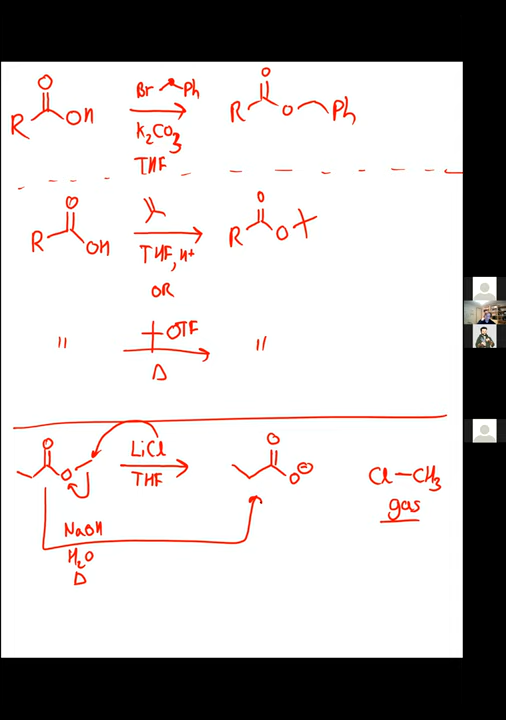 O
R OH
Br Ph
K2CO3
THF
O
R O Ph
O
R OH
THF, H+
O
R O
OR
" OTF "
Δ
O
O
LiCl
THF
O
O⊖
Cl—CH3
gas
NaOH
H2O
Δ